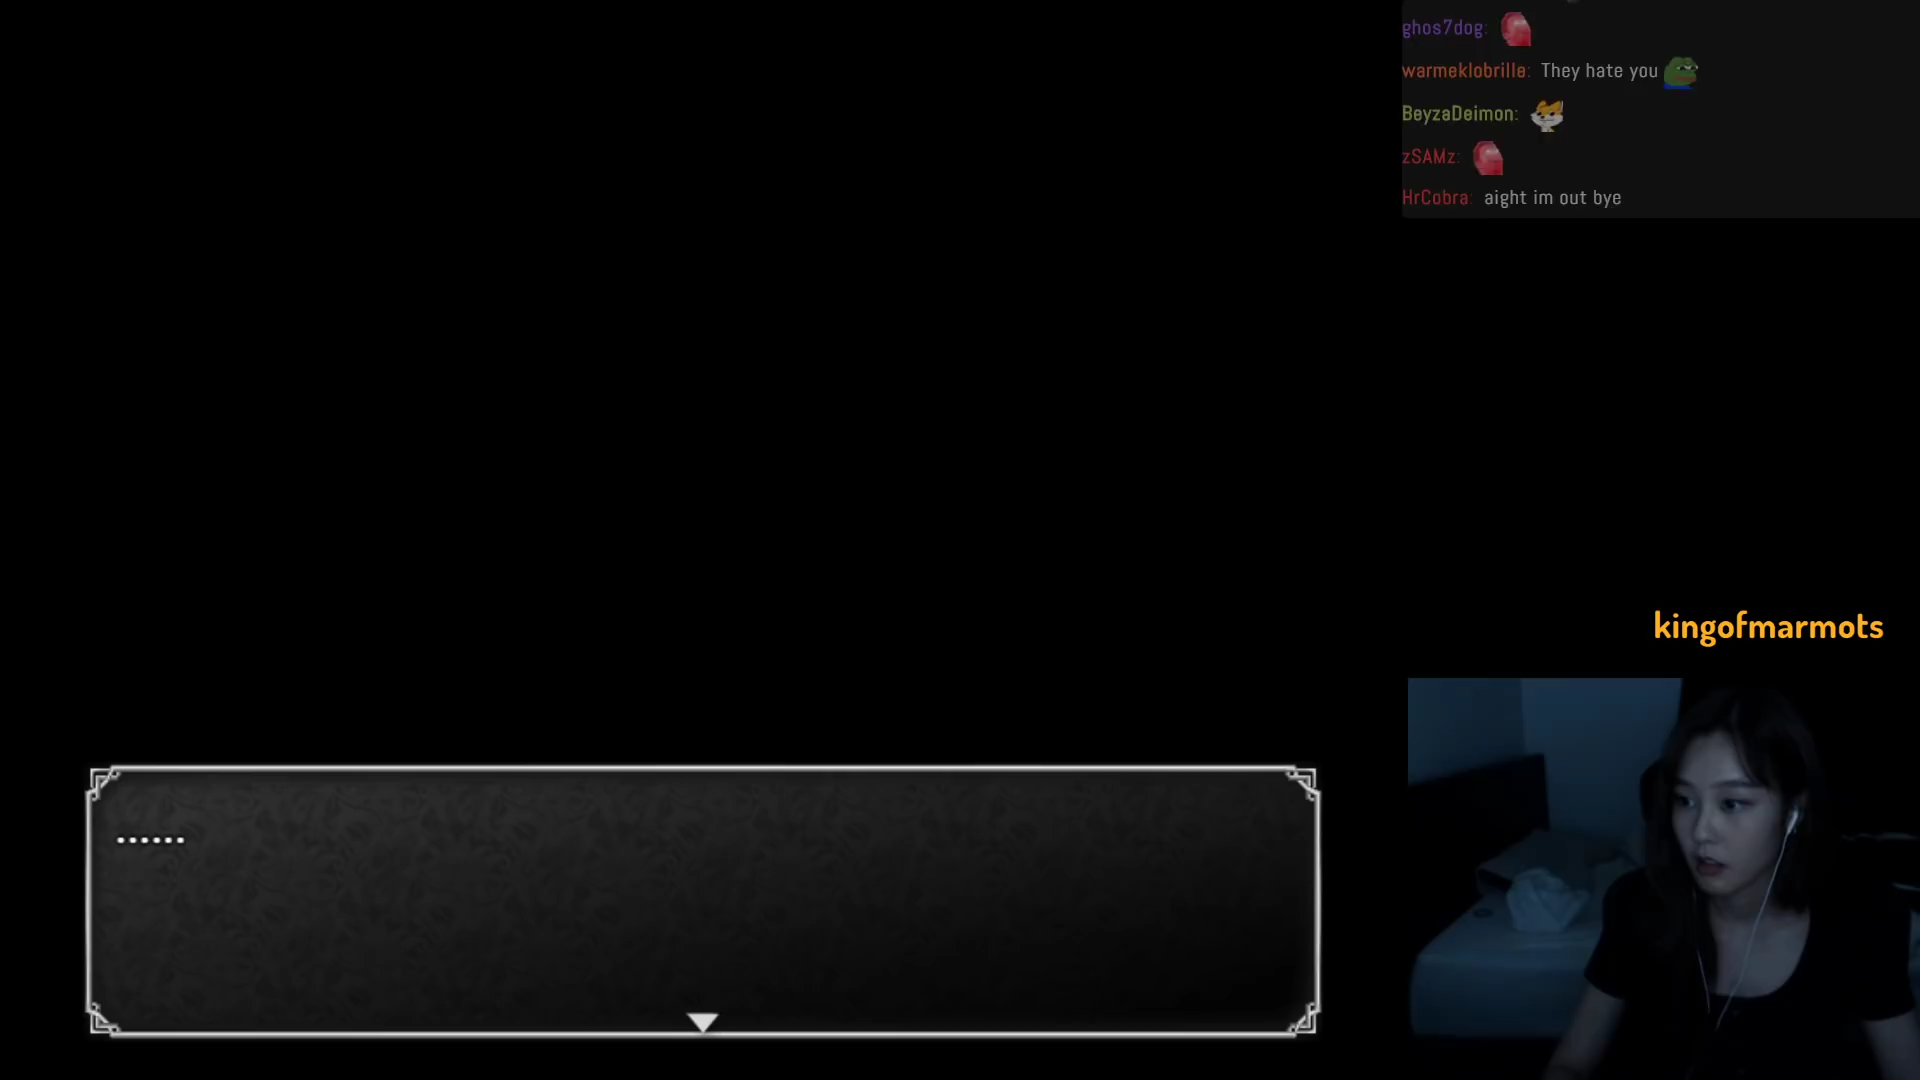 ghos7dog:
warmeklobrille: They hate you
BeyzaDeimon:
zSAMz:
HrCobra: aight im out bye
kingofmarmots
......